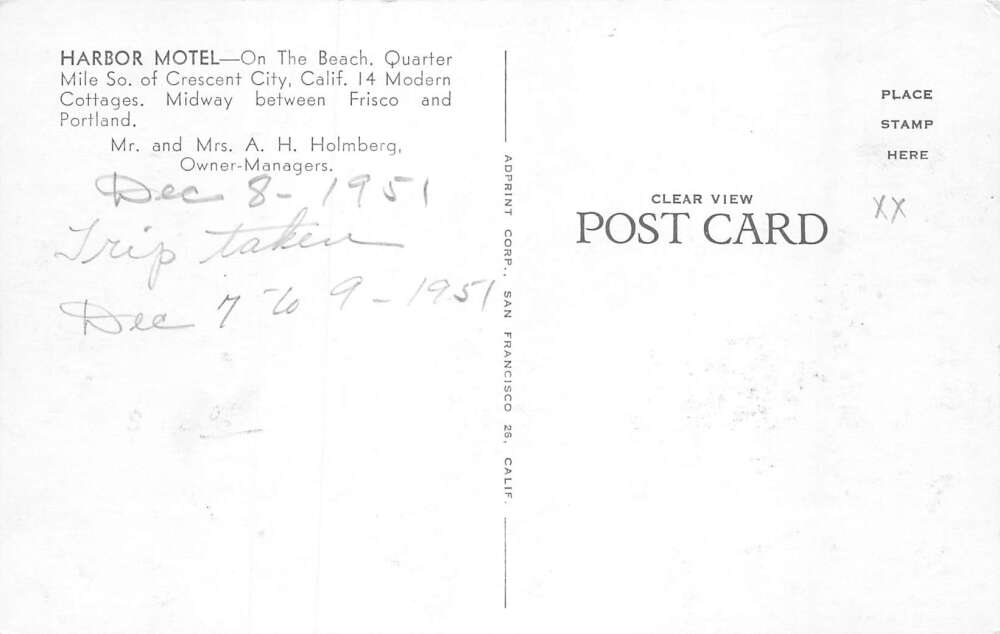 HARBOR MOTEL—On The Beach. Quarter
Mile So. of Crescent City, Calif. 14 Modern
Cottages. Midway between Frisco and
Portland.
Mr. and Mrs. A. H. Holmberg,
Owner-Managers.
Dec 8 - 1951
Trip taken
Dec 7 to 9 - 1951
ADPRINT CORP., SAN FRANCISCO 26, CALIF.
PLACE
STAMP
HERE
XX
CLEAR VIEW
POST CARD